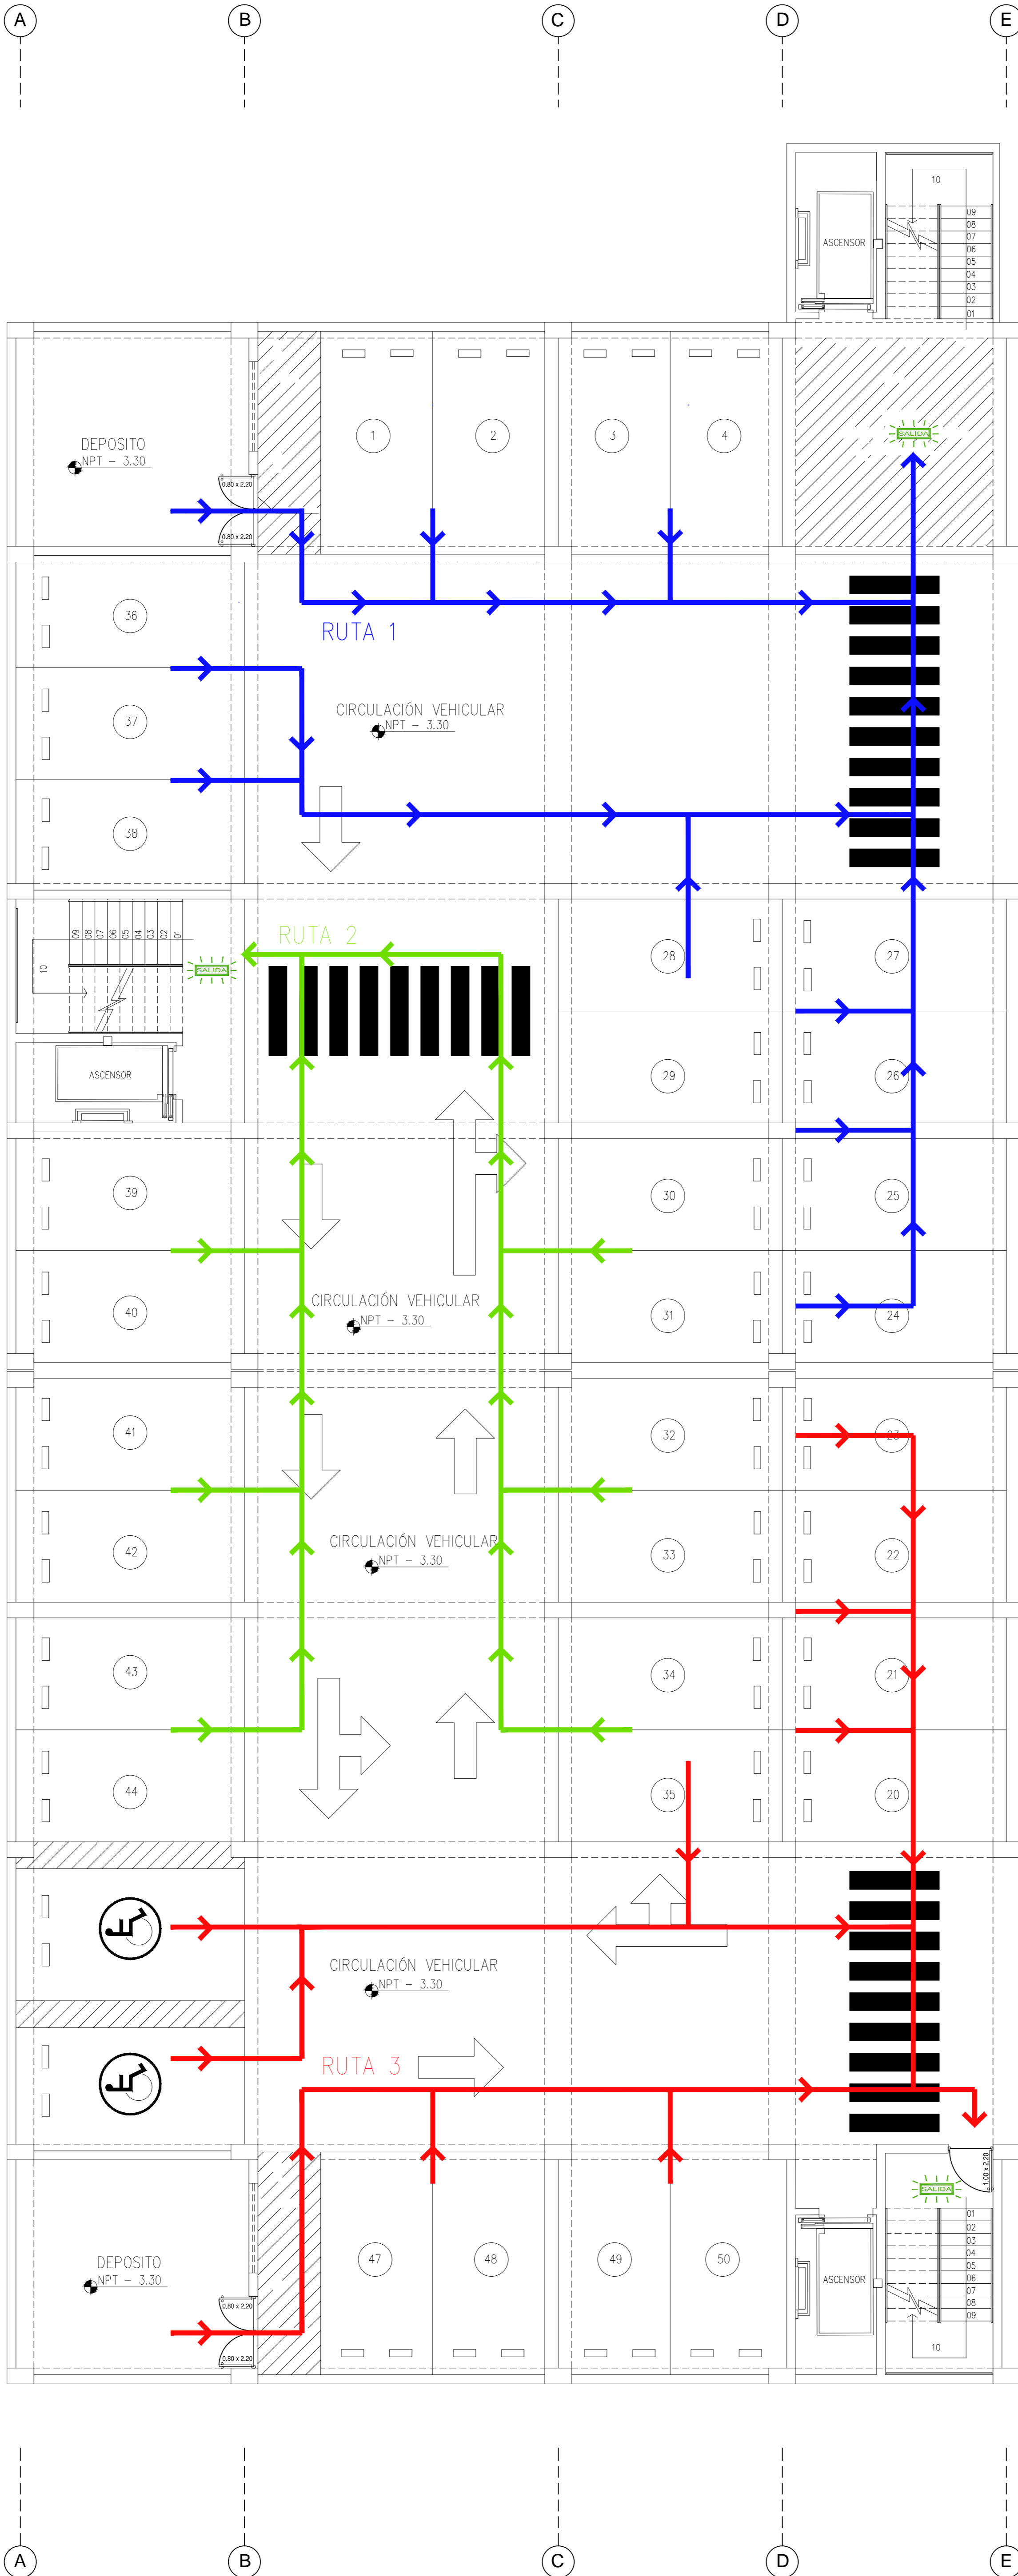 A B C D E
10
09
08
07
06
05
04
03
02
01
ASCENSOR
SALIDA
DEPOSITO
NPT - 3.30
0.80 x 2.20
0.80 x 2.20
1
2
3
4
36
RUTA 1
37
CIRCULACIÓN VEHICULAR
NPT - 3.30
38
09 08 07 06 05 04 03 02 01
10
SALIDA
RUTA 2
28
27
ASCENSOR
29
26
39
30
25
CIRCULACIÓN VEHICULAR
NPT - 3.30
40
31
24
41
32
23
CIRCULACIÓN VEHICULAR
NPT - 3.30
42
33
22
43
34
21
44
35
20
CIRCULACIÓN VEHICULAR
NPT - 3.30
RUTA 3
1.00 x 2.20
SALIDA
01
02
03
04
05
06
07
08
09
10
ASCENSOR
DEPOSITO
NPT - 3.30
0.80 x 2.20
0.80 x 2.20
47
48
49
50
A B C D E